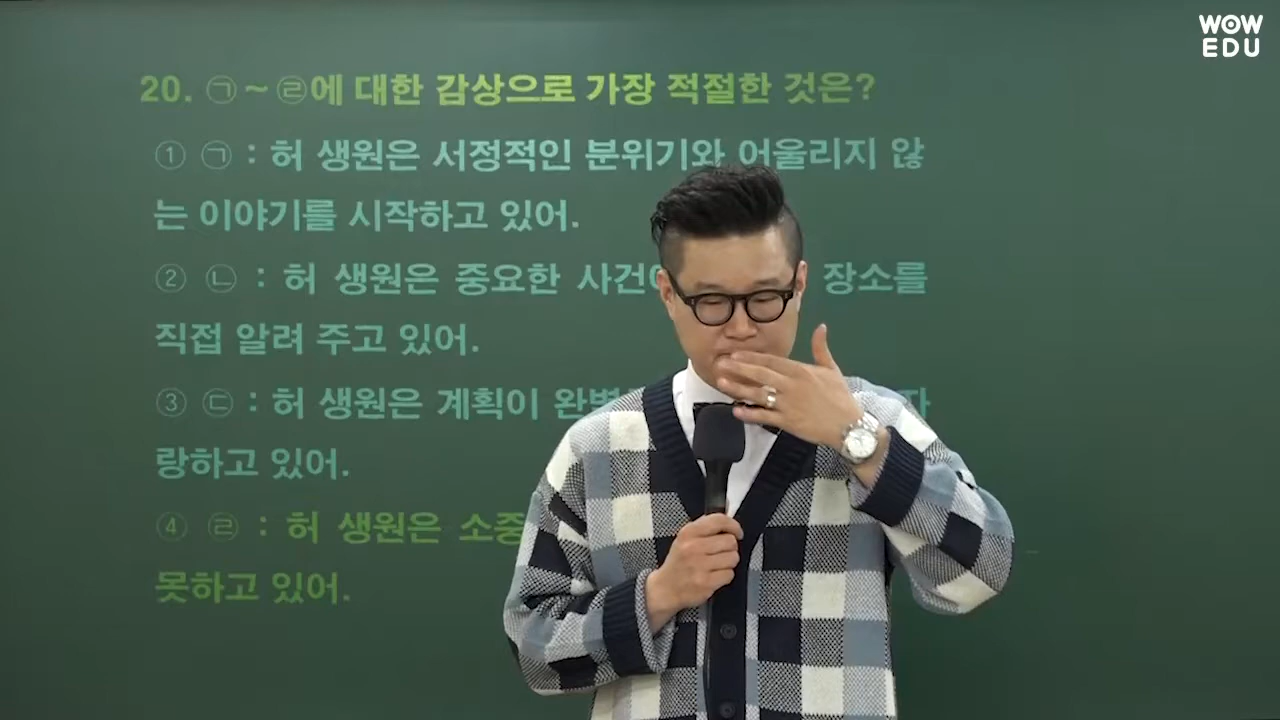 WOW
EDU
20. ㉠~㉣에 대한 감상으로 가장 적절한 것은?
① ㉠ : 허 생원은 서정적인 분위기와 어울리지 않
는 이야기를 시작하고 있어.
② ㉡ : 허 생원은 중요한 장소를
직접 알려 주고 있어.
③ ㉢ : 허 생원은 계획이
랑하고 있어.
④ ㉣ : 허 생원은
못하고 있어.